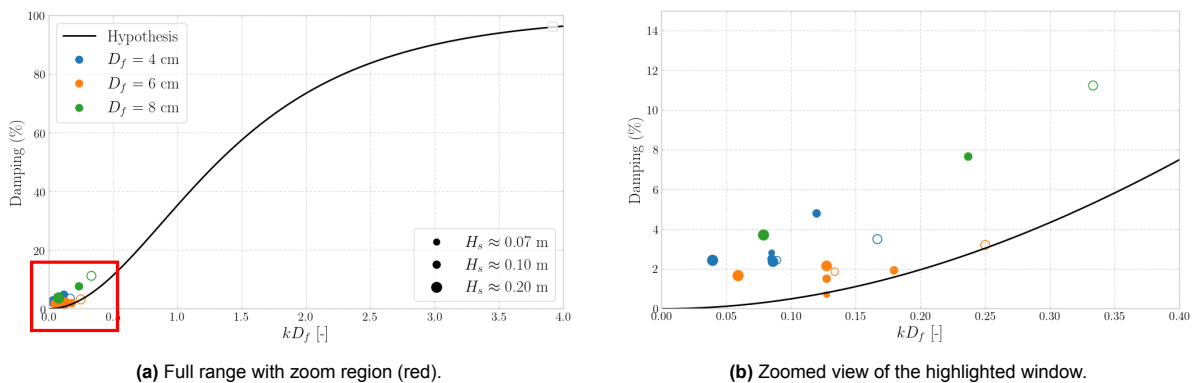 100
80
60
40
20
0
Damping (%)
Hypothesis
D_f = 4 cm
D_f = 6 cm
D_f = 8 cm
H_s ≈ 0.07 m
H_s ≈ 0.10 m
H_s ≈ 0.20 m
0.0 0.5 1.0 1.5 2.0 2.5 3.0 3.5 4.0
kD_f [-]
(a) Full range with zoom region (red).
14
12
10
8
6
4
2
0
Damping (%)
0.00 0.05 0.10 0.15 0.20 0.25 0.30 0.35 0.40
kD_f [-]
(b) Zoomed view of the highlighted window.